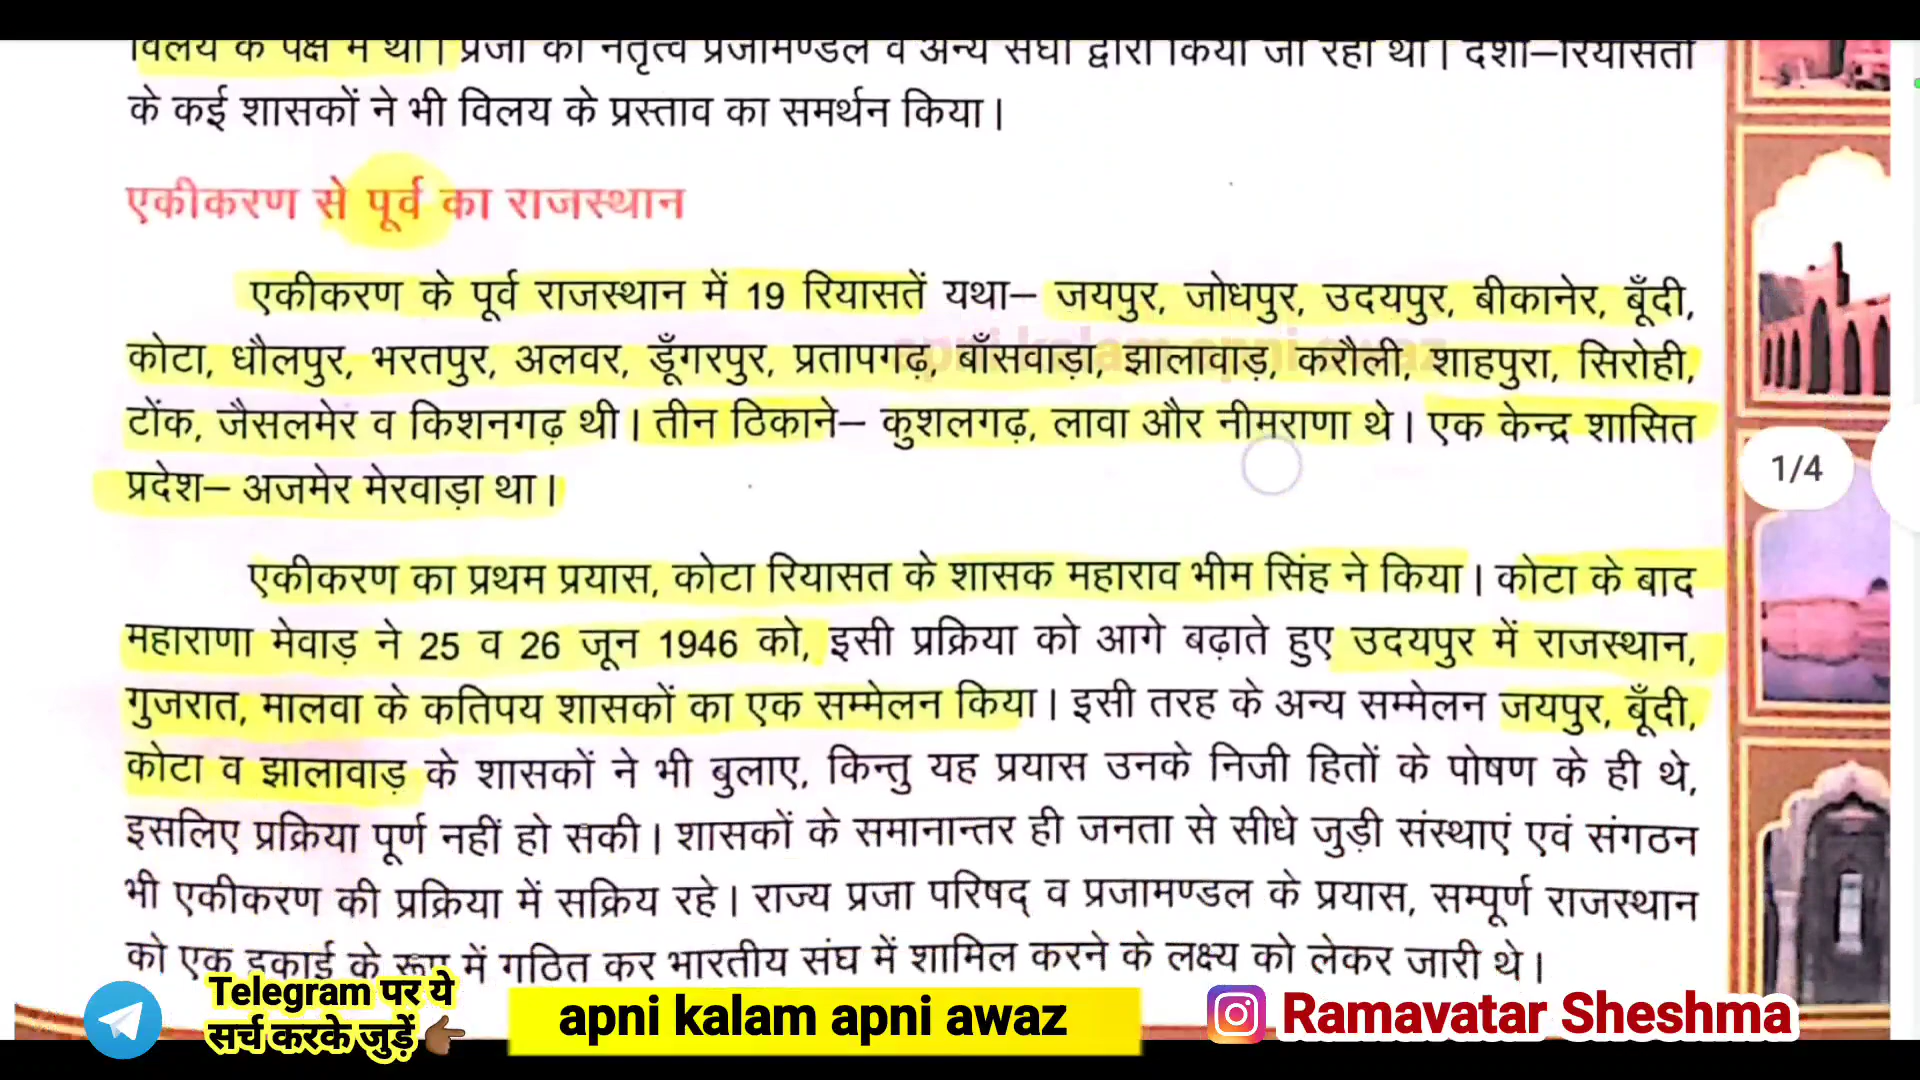 विलय के पक्ष में थी। प्रजा का नेतृत्व प्रजामण्डल व अन्य संघों द्वारा किया जा रहा था। देशी–रियासतों
के कई शासकों ने भी विलय के प्रस्ताव का समर्थन किया।
एकीकरण से पूर्व का राजस्थान
एकीकरण के पूर्व राजस्थान में 19 रियासतें यथा– जयपुर, जोधपुर, उदयपुर, बीकानेर, बूँदी,
कोटा, धौलपुर, भरतपुर, अलवर, डूँगरपुर, प्रतापगढ़, बाँसवाड़ा, झालावाड़, करौली, शाहपुरा, सिरोही,
टोंक, जैसलमेर व किशनगढ़ थी। तीन ठिकाने– कुशलगढ़, लावा और नीमराणा थे। एक केन्द्र शासित
प्रदेश– अजमेर मेरवाड़ा था।
1/4
एकीकरण का प्रथम प्रयास, कोटा रियासत के शासक महाराव भीम सिंह ने किया। कोटा के बाद
महाराणा मेवाड़ ने 25 व 26 जून 1946 को, इसी प्रक्रिया को आगे बढ़ाते हुए उदयपुर में राजस्थान,
गुजरात, मालवा के कतिपय शासकों का एक सम्मेलन किया। इसी तरह के अन्य सम्मेलन जयपुर, बूँदी,
कोटा व झालावाड़ के शासकों ने भी बुलाए, किन्तु यह प्रयास उनके निजी हितों के पोषण के ही थे,
इसलिए प्रक्रिया पूर्ण नहीं हो सकी। शासकों के समानान्तर ही जनता से सीधे जुड़ी संस्थाएं एवं संगठन
भी एकीकरण की प्रक्रिया में सक्रिय रहे। राज्य प्रजा परिषद् व प्रजामण्डल के प्रयास, सम्पूर्ण राजस्थान
को एक इकाई के रूप में गठित कर भारतीय संघ में शामिल करने के लक्ष्य को लेकर जारी थे।
apni kalam apni awaz
Telegram पर ये
सर्च करके जुड़ें
apni kalam apni awaz
Ramavatar Sheshma